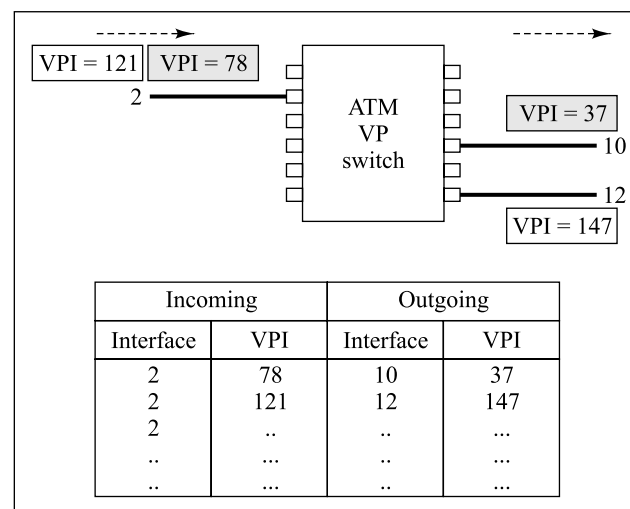 VPI = 121 VPI = 78
2
ATM
VP
switch
VPI = 37
10
12
VPI = 147
Incoming Outgoing
Interface VPI Interface VPI
2 78 10 37
2 121 12 147
2 .. .. ...
.. ... .. ...
.. ... .. ...